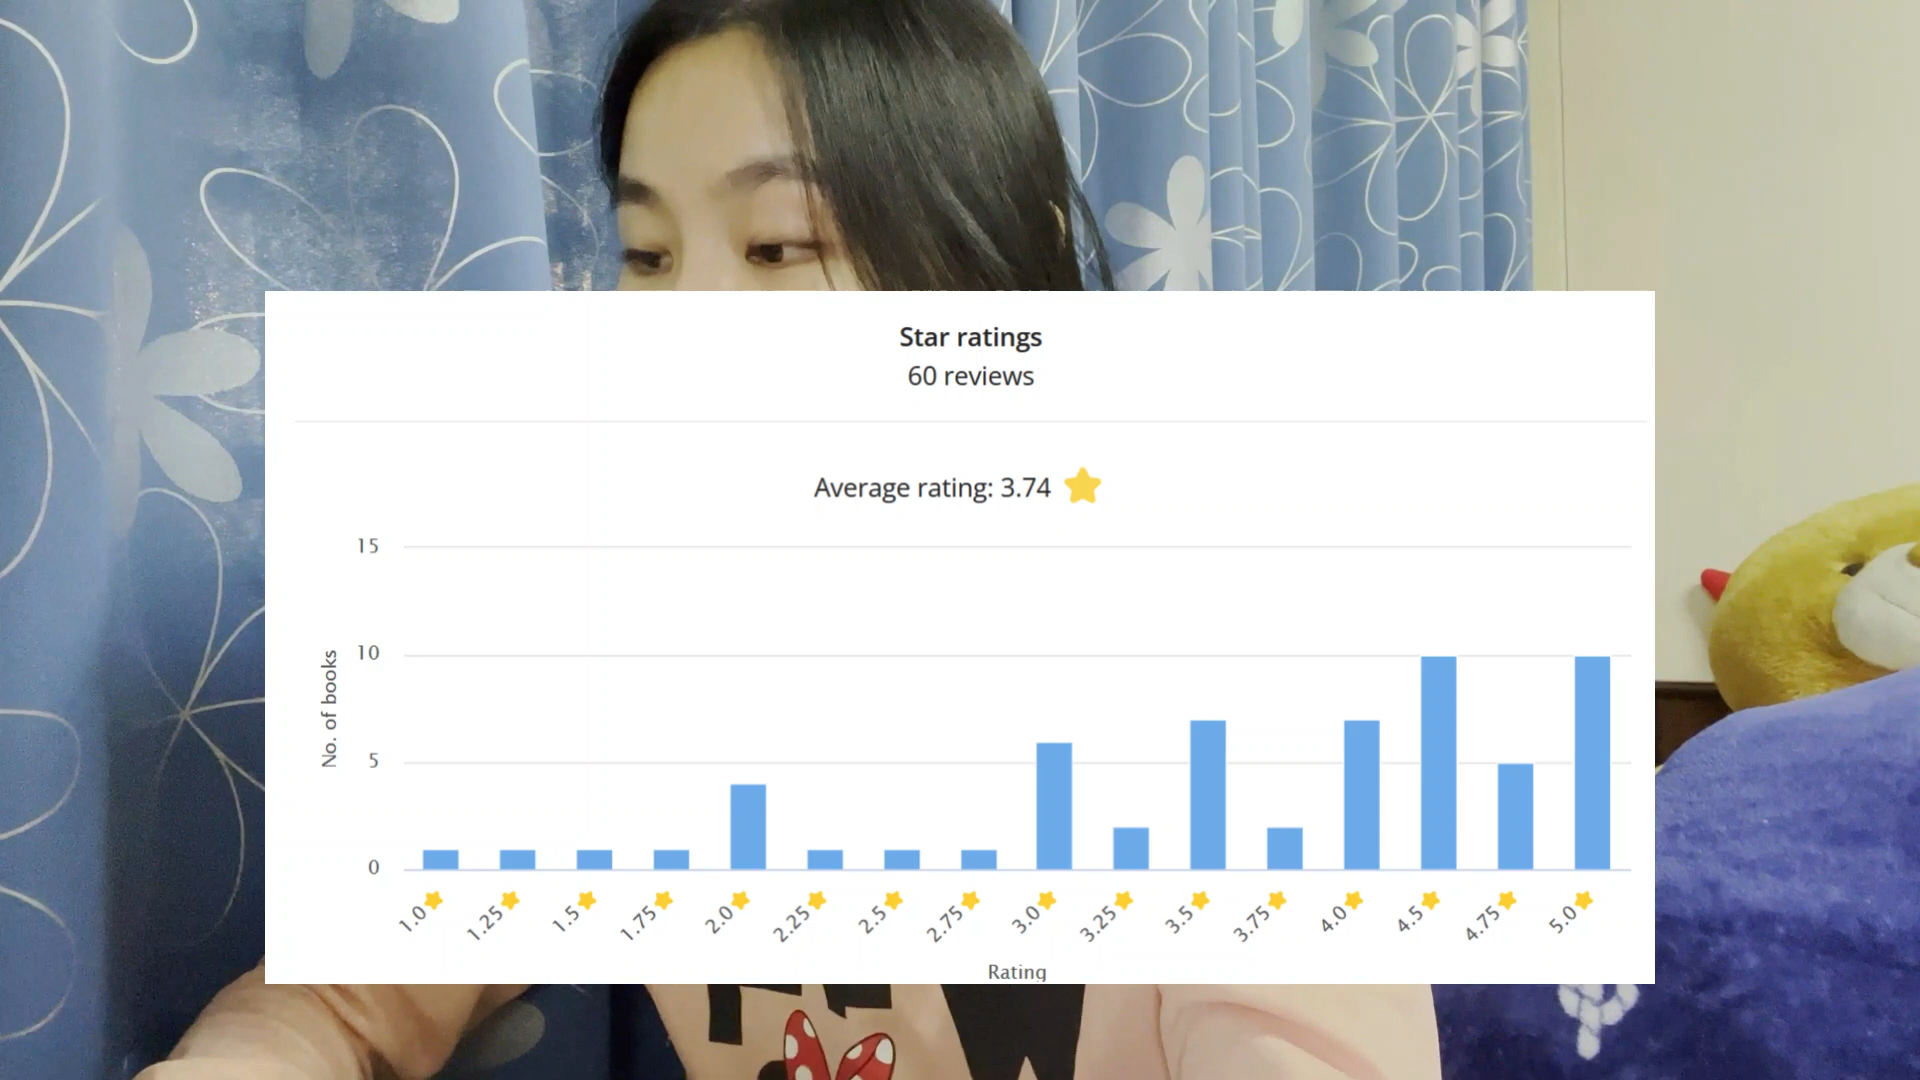 Star ratings
60 reviews
Average rating: 3.74
15
10
5
0
No. of books
1.0 1.25 1.5 1.75 2.0 2.25 2.5 2.75 3.0 3.25 3.5 3.75 4.0 4.5 4.75 5.0
Rating